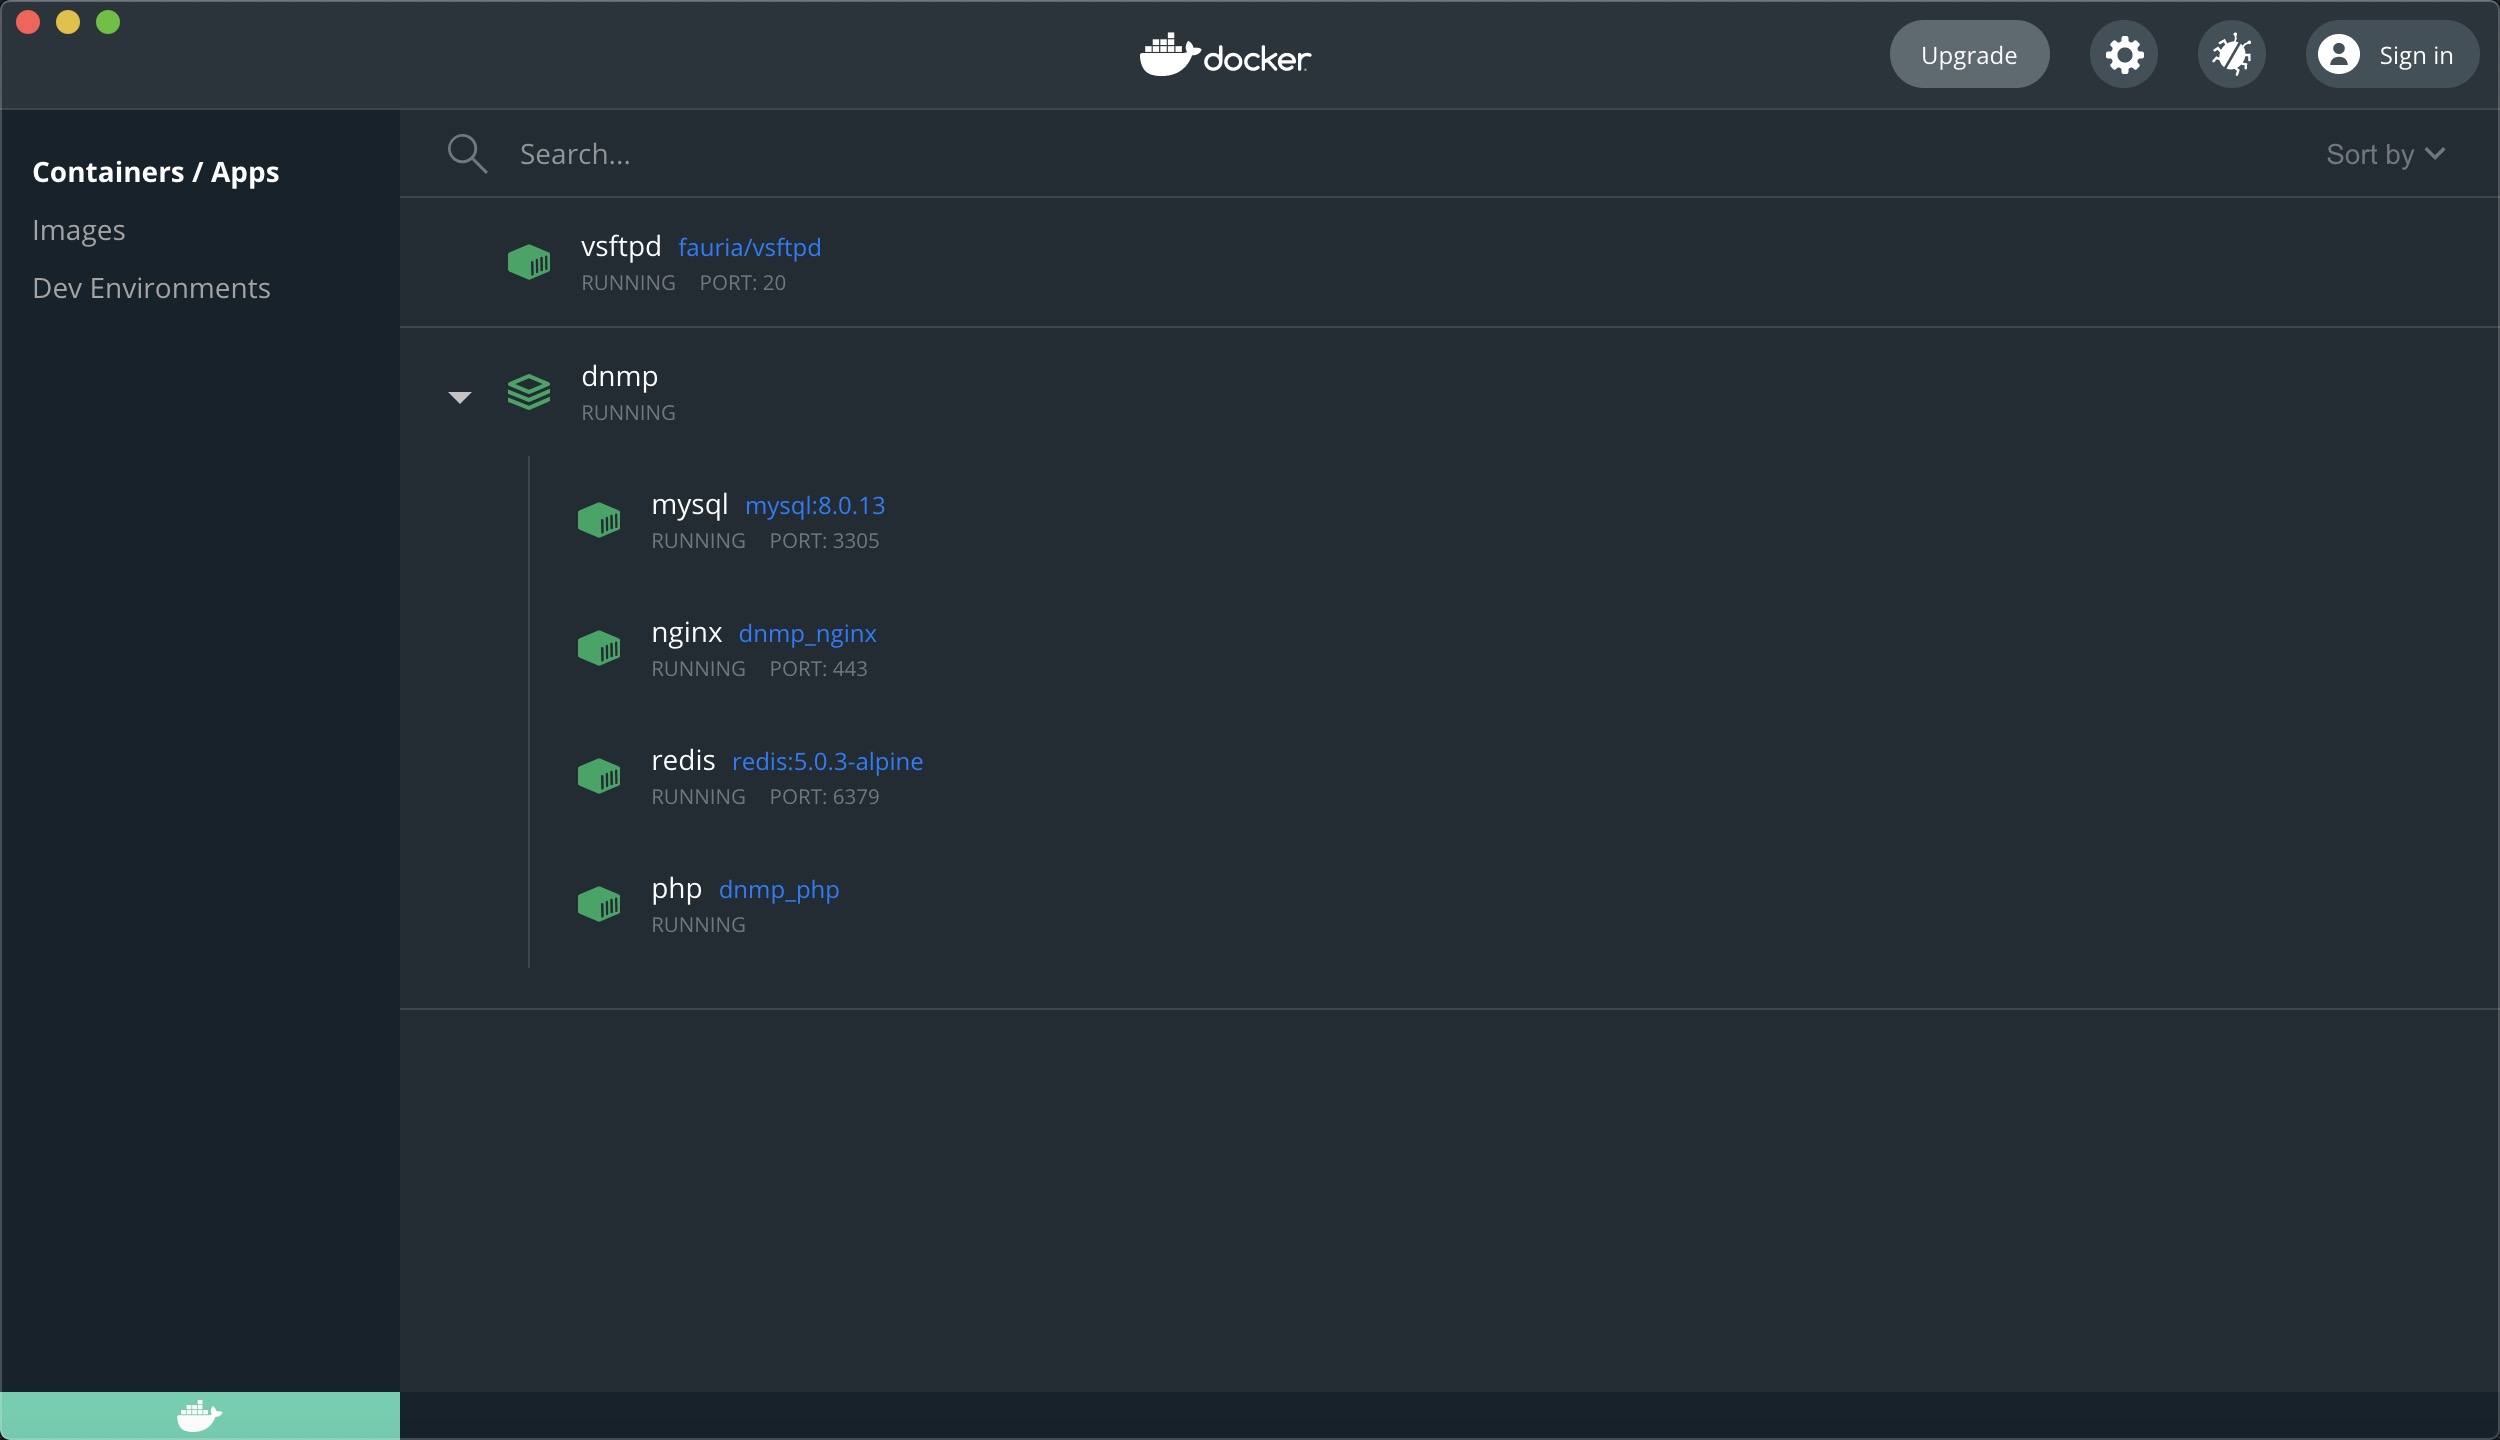 docker
Upgrade
Sign in
Containers / Apps
Images
Dev Environments
Search...
Sort by
vsftpd fauria/vsftpd
RUNNING PORT: 20
dnmp
RUNNING
mysql mysql:8.0.13
RUNNING PORT: 3305
nginx dnmp_nginx
RUNNING PORT: 443
redis redis:5.0.3-alpine
RUNNING PORT: 6379
php dnmp_php
RUNNING